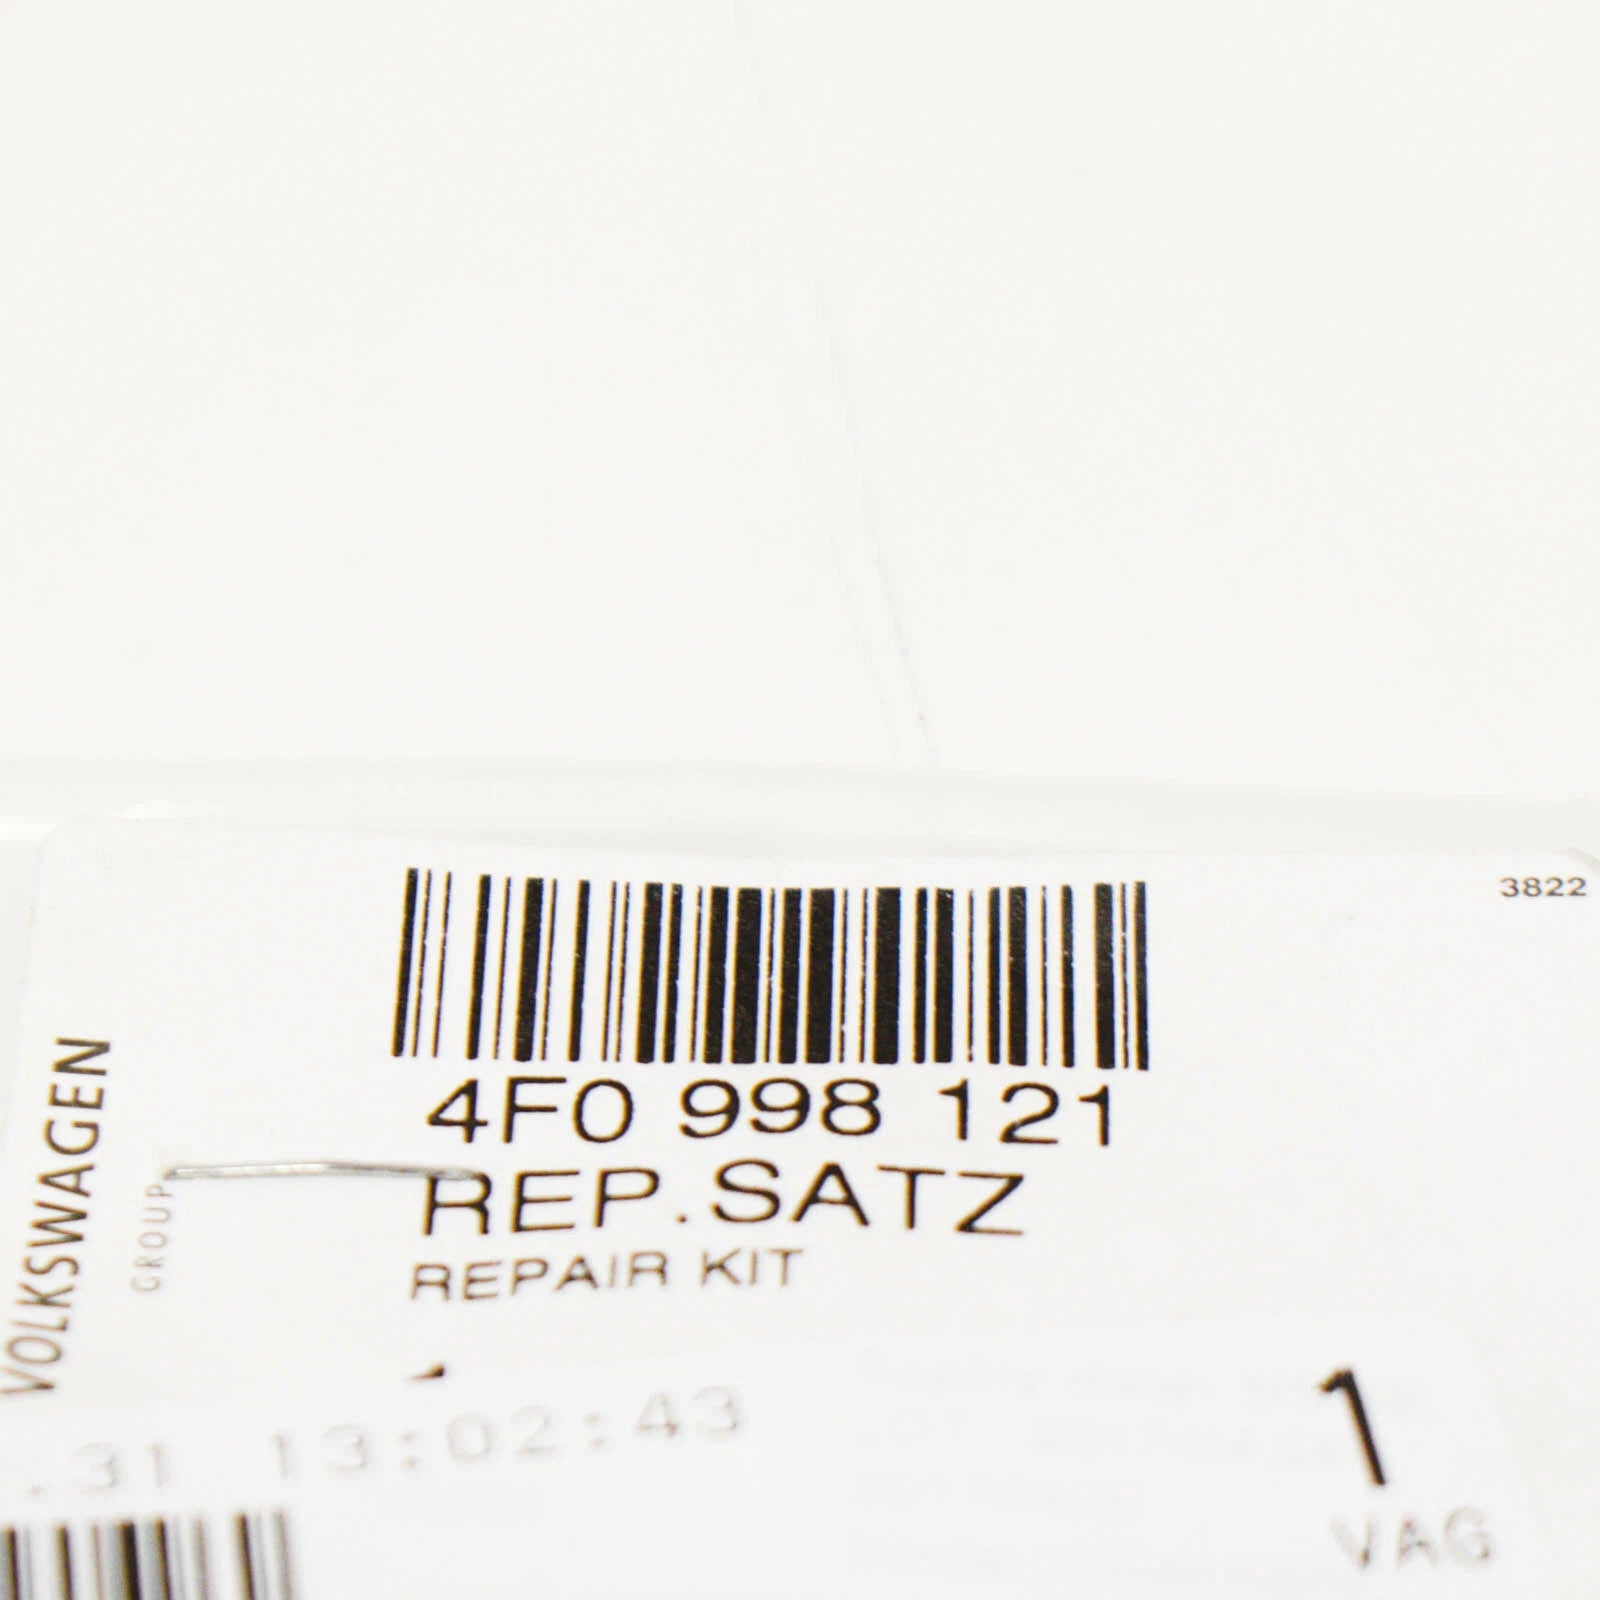 3822
4F0 998 121
REP.SATZ
REPAIR KIT
VOLKSWAGEN
GROUP
.31 13:02:43
1
VAG